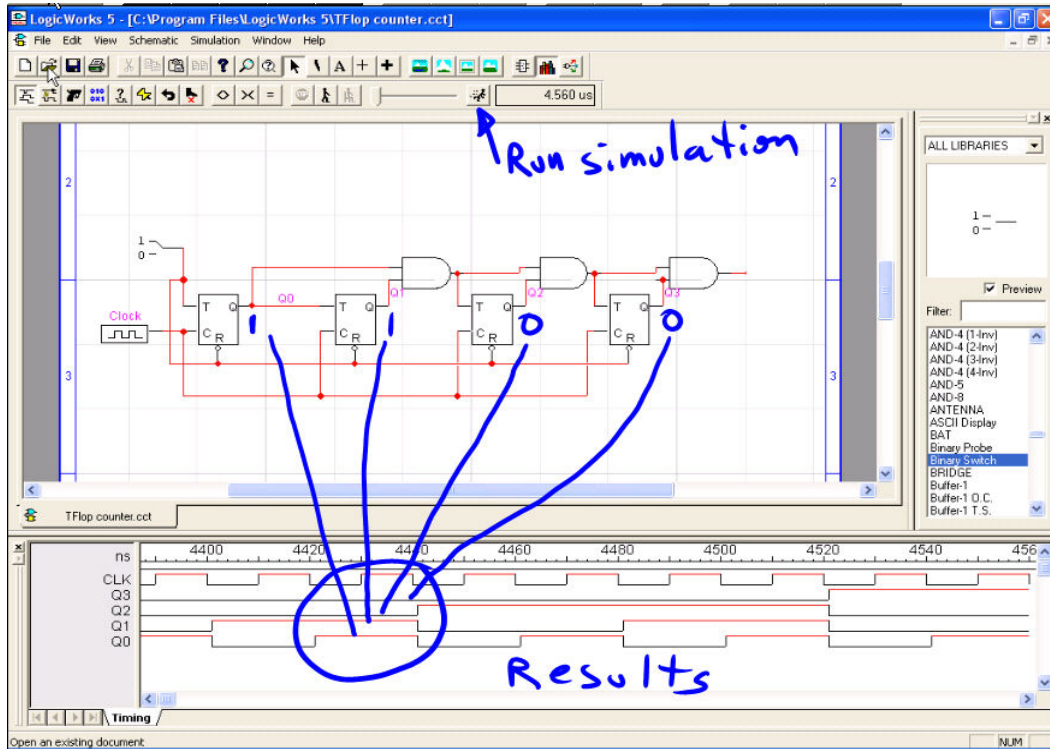 LogicWorks 5 - [C:\Program Files\LogicWorks 5\TFlop counter.cct]
File Edit View Schematic Simulation Window Help
4.560 us
Run simulation
ALL LIBRARIES
1
0
Preview
Filter:
AND-4 (1-Inv)
AND-4 (2-Inv)
AND-4 (3-Inv)
AND-4 (4-Inv)
AND-5
AND-8
ANTENNA
ASCII Display
BAT
Binary Probe
Binary Switch
BRIDGE
Buffer-1
Buffer-1 O.C.
Buffer-1 T.S.
2 2
1
0
Q1 Q2 Q3
T Q Q0 T Q T Q T Q
Clock
1 1 0 0
C R C R C R C R
3 3
TFlop counter.cct
ns 4400 4420 4440 4460 4480 4500 4520 4540 456
CLK
Q3
Q2
Q1
Q0
Results
Timing
Open an existing document NUM